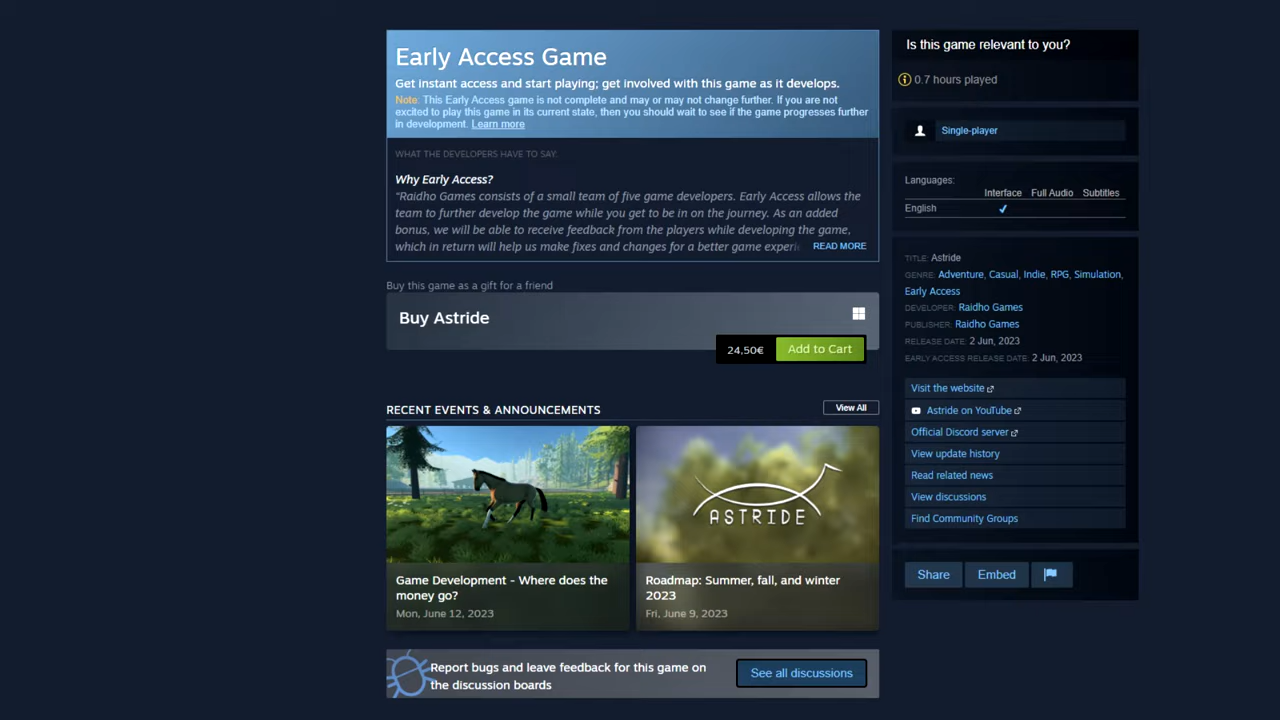 Early Access Game
Get instant access and start playing; get involved with this game as it develops.
Note: This Early Access game is not complete and may or may not change further. If you are not
excited to play this game in its current state, then you should wait to see if the game progresses further
in development. Learn more
WHAT THE DEVELOPERS HAVE TO SAY:
Why Early Access?
"Raidho Games consists of a small team of five game developers. Early Access allows the
team to further develop the game while you get to be in on the journey. As an added
bonus, we will be able to receive feedback from the players while developing the game,
which in return will help us make fixes and changes for a better game experi READ MORE
Buy this game as a gift for a friend
Buy Astride
24,50€ Add to Cart
RECENT EVENTS & ANNOUNCEMENTS View All
ASTRIDE
Game Development - Where does the
money go?
Mon, June 12, 2023
Roadmap: Summer, fall, and winter
2023
Fri, June 9, 2023
Report bugs and leave feedback for this game on
the discussion boards
See all discussions
Is this game relevant to you?
0.7 hours played
Single-player
Languages:
Interface Full Audio Subtitles
English ✔
TITLE: Astride
GENRE: Adventure, Casual, Indie, RPG, Simulation,
Early Access
DEVELOPER: Raidho Games
PUBLISHER: Raidho Games
RELEASE DATE: 2 Jun, 2023
EARLY ACCESS RELEASE DATE: 2 Jun, 2023
Visit the website
Astride on YouTube
Official Discord server
View update history
Read related news
View discussions
Find Community Groups
Share Embed